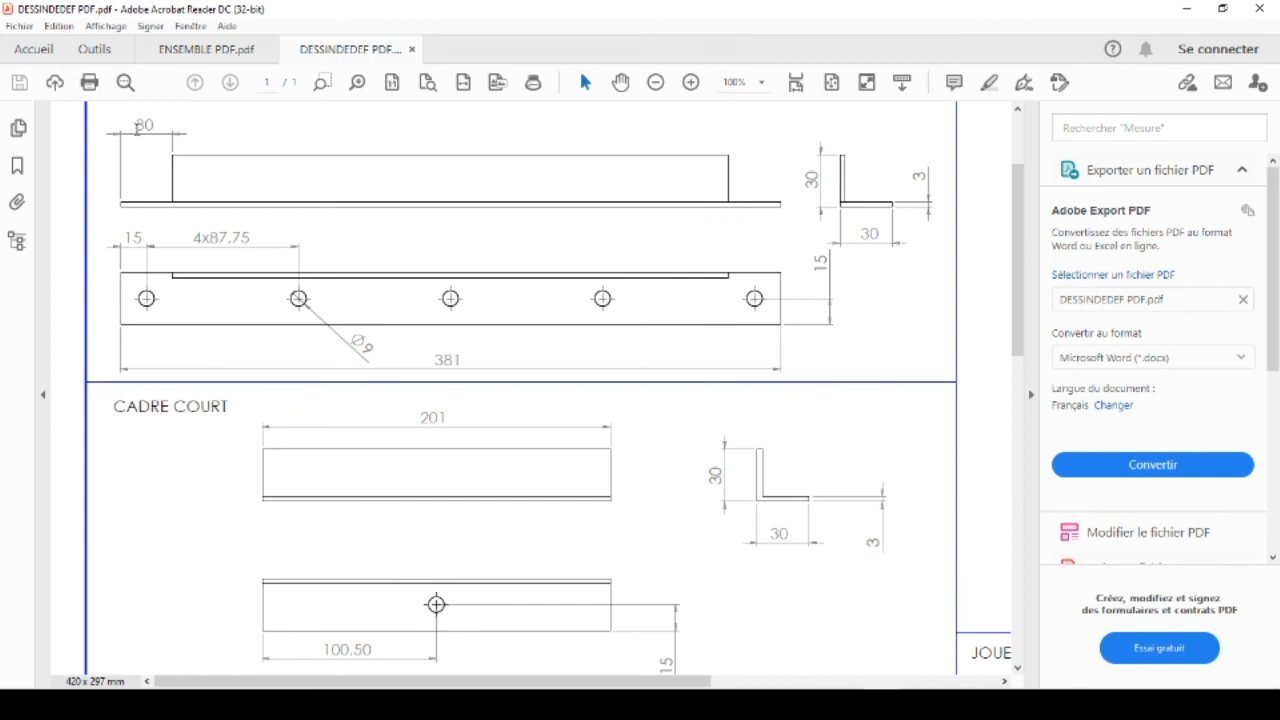 DESSINDEDEF PDF.pdf - Adobe Acrobat Reader DC (32-bit)
Fichier Edition Affichage Signer Fenêtre Aide
Accueil Outils ENSEMBLE PDF.pdf DESSINDEDEF PDF.... × Se connecter
1 / 1 100%
30
30
3
30
15 4x87,75
15
Ø9
381
CADRE COURT
201
30
30
3
100,50
15
JOUE
420 x 297 mm
Rechercher "Mesure"
Exporter un fichier PDF
Adobe Export PDF
Convertissez des fichiers PDF au format
Word ou Excel en ligne.
Sélectionner un fichier PDF
DESSINDEDEF PDF.pdf
Convertir au format
Microsoft Word (*.docx)
Langue du document :
Français Changer
Convertir
Modifier le fichier PDF
Créez, modifiez et signez
des formulaires et contrats PDF
Essai gratuit